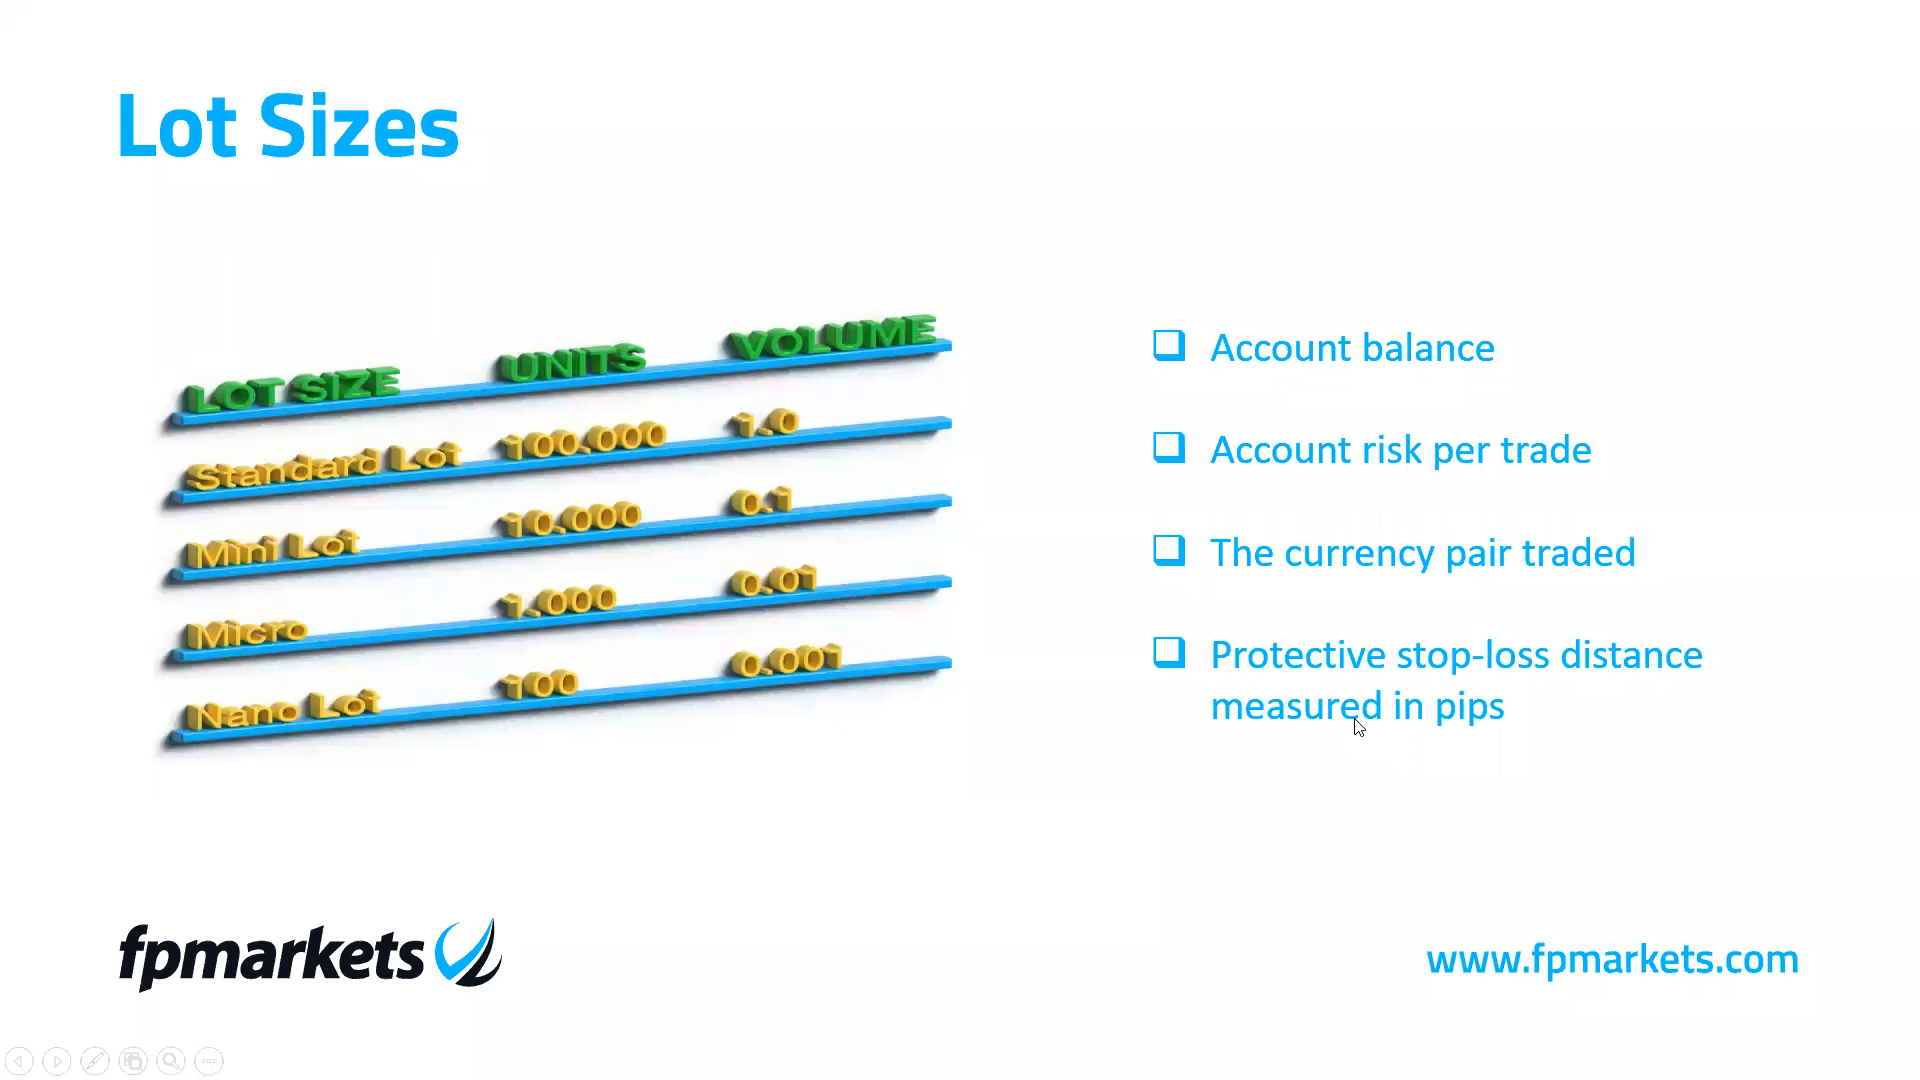 Lot Sizes
LOT SIZE UNITS VOLUME
Standard Lot 100.000 1.0
Mini Lot 10.000 0.1
Micro 1.000 0.01
Nano Lot 100 0.001
Account balance
Account risk per trade
The currency pair traded
Protective stop-loss distance
measured in pips
fpmarkets
www.fpmarkets.com